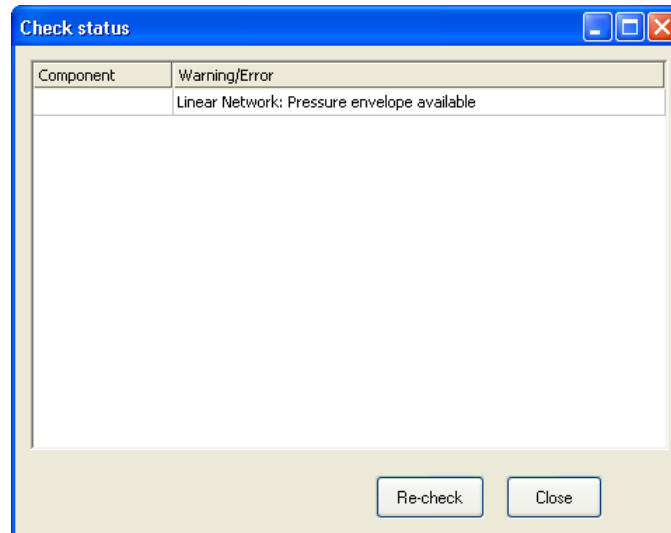 Check status
Component Warning/Error
Linear Network: Pressure envelope available
Re-check Close